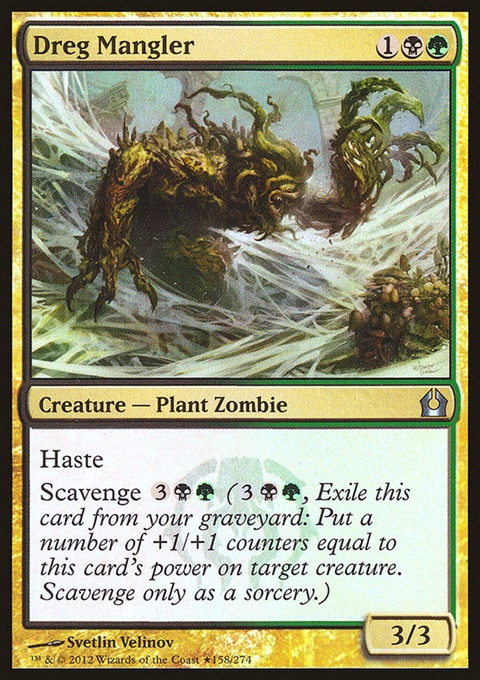 Dreg Mangler 1
Creature — Plant Zombie
Haste
Scavenge 3 ( 3 , Exile this
card from your graveyard: Put a
number of +1/+1 counters equal to
this card's power on target creature.
Scavenge only as a sorcery.)
Svetlin Velinov
3/3
™ & © 2012 Wizards of the Coast ★158/274